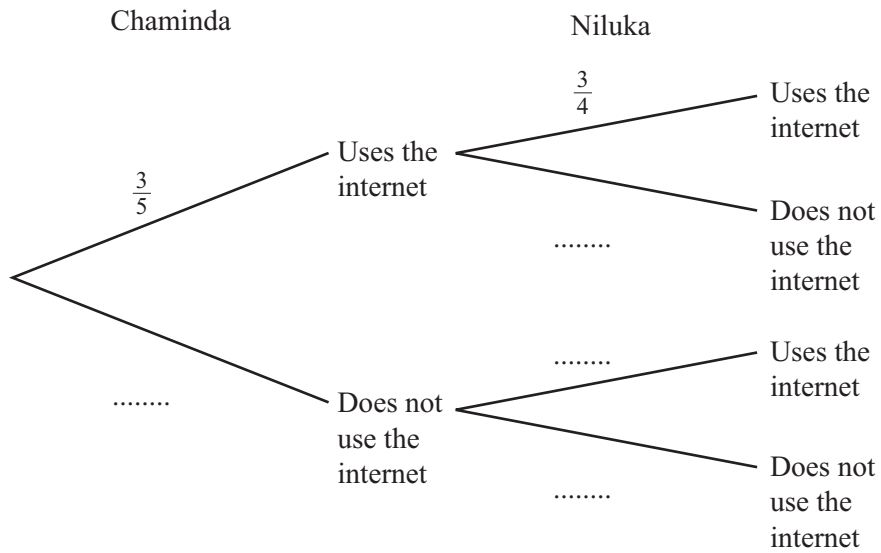 Chaminda
Niluka
3/5
........
Uses the
internet
Does not
use the
internet
3/4
........
........
........
Uses the
internet
Does not
use the
internet
Uses the
internet
Does not
use the
internet